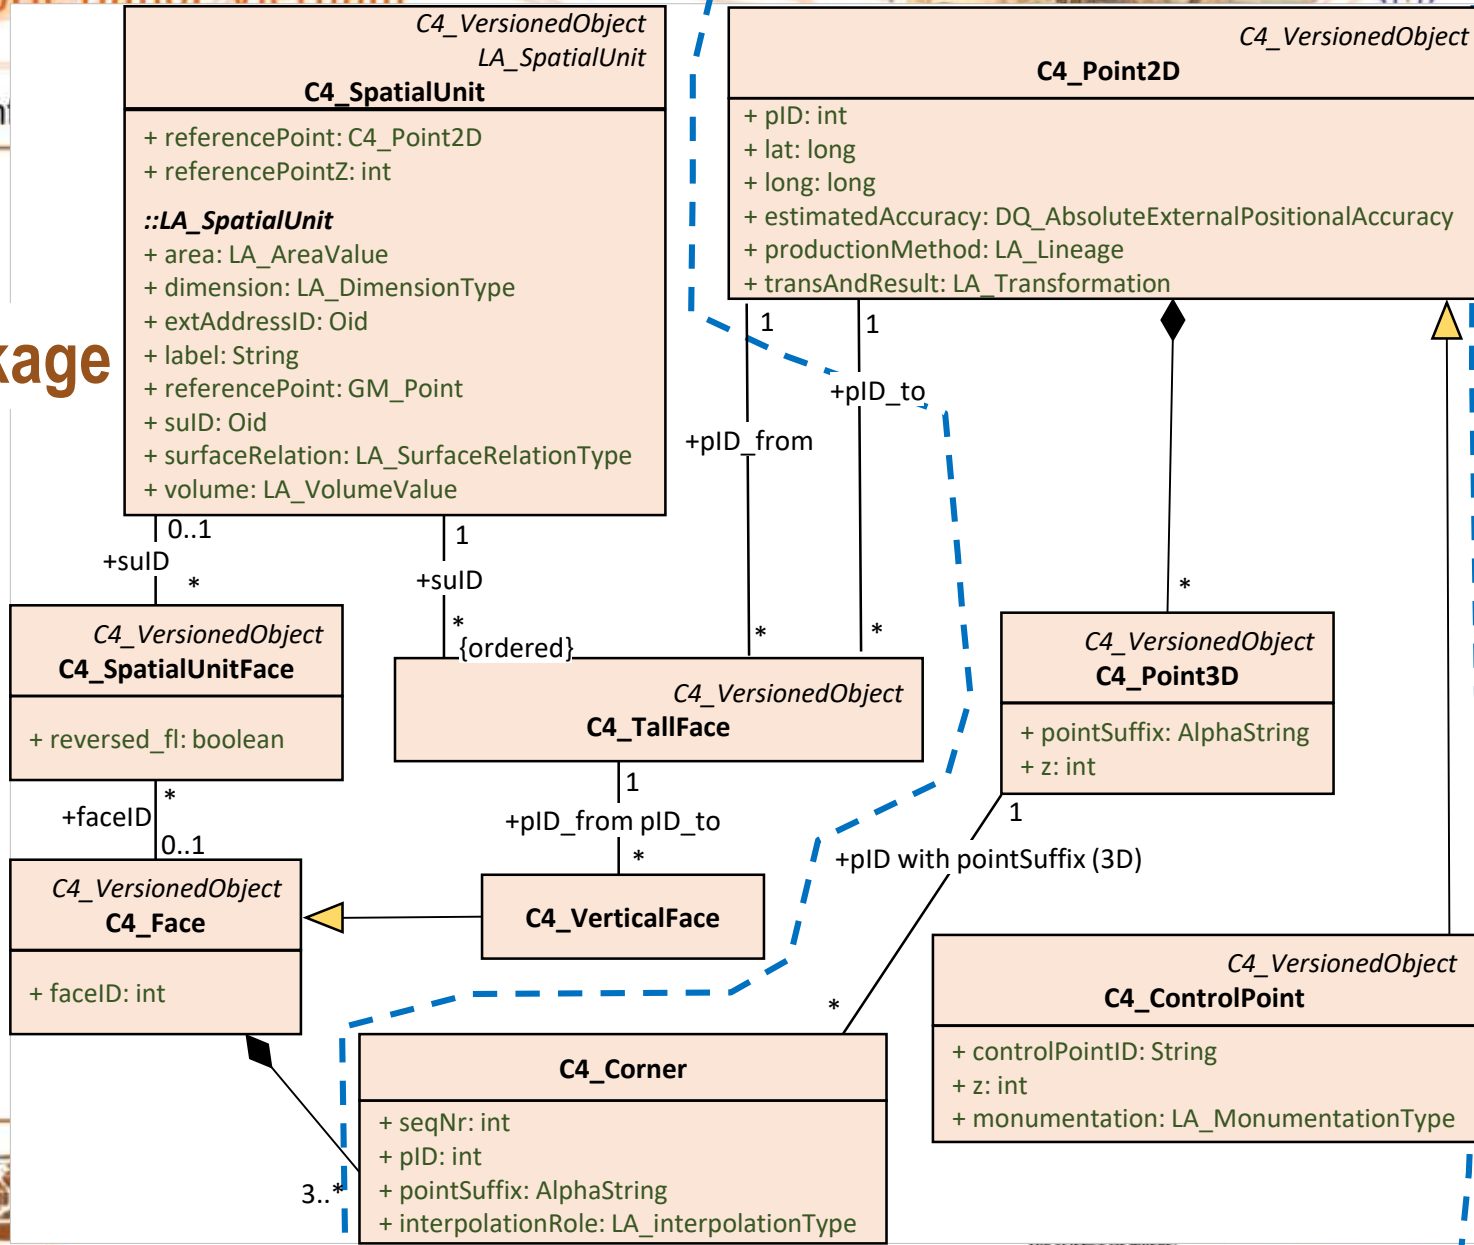 C4_VersionedObject
LA_SpatialUnit
C4_SpatialUnit
+ referencePoint: C4_Point2D
+ referencePointZ: int
::LA_SpatialUnit
+ area: LA_AreaValue
+ dimension: LA_DimensionType
+ extAddressID: Oid
+ label: String
+ referencePoint: GM_Point
+ suID: Oid
+ surfaceRelation: LA_SurfaceRelationType
+ volume: LA_VolumeValue
C4_VersionedObject
C4_Point2D
+ pID: int
+ lat: long
+ long: long
+ estimatedAccuracy: DQ_AbsoluteExternalPositionalAccuracy
+ productionMethod: LA_Lineage
+ transAndResult: LA_Transformation
kage
1
1
+pID_to
+pID_from
*
*
*
0..1
+suID
*
1
+suID
*
{ordered}
C4_VersionedObject
C4_SpatialUnitFace
+ reversed_fl: boolean
C4_VersionedObject
C4_TallFace
C4_VersionedObject
C4_Point3D
+ pointSuffix: AlphaString
+ z: int
*
+faceID
0..1
1
+pID_from pID_to
*
1
+pID with pointSuffix (3D)
*
C4_VersionedObject
C4_Face
+ faceID: int
C4_VerticalFace
C4_VersionedObject
C4_ControlPoint
+ controlPointID: String
+ z: int
+ monumentation: LA_MonumentationType
C4_Corner
+ seqNr: int
+ pID: int
+ pointSuffix: AlphaString
+ interpolationRole: LA_interpolationType
3..*